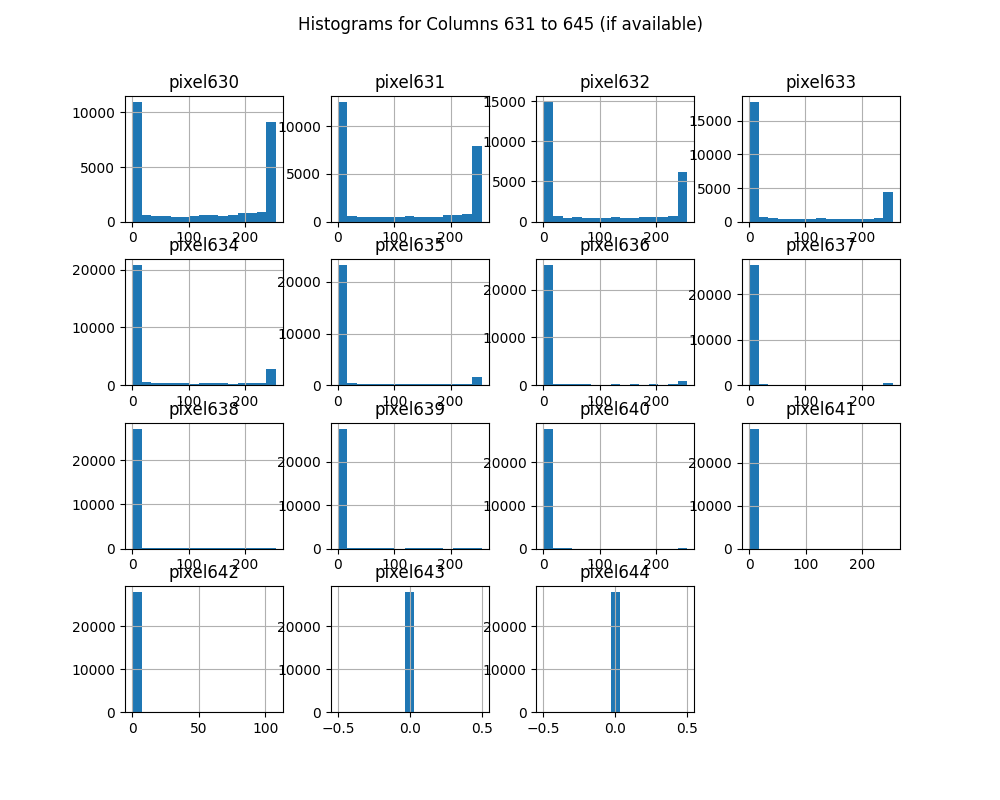 Histograms for Columns 631 to 645 (if available)
pixel630 pixel631 pixel632 pixel633
10000 5000 0
10000 5000 0
15000 10000 5000 0
15000 10000 5000 0
0 100 200 0 100 200 0 100 200 0 100 200
pixel634 pixel635 pixel636 pixel637
20000 10000 0
20000 10000 0
20000 10000 0
20000 10000 0
0 100 200 0 100 200 0 100 200 0 100 200
pixel638 pixel639 pixel640 pixel641
20000 10000 0
20000 10000 0
20000 10000 0
20000 10000 0
0 100 200 0 100 200 0 100 200 0 100 200
pixel642 pixel643 pixel644
20000 10000 0
20000 10000 0
20000 10000 0
0 50 100 −0.5 0.0 0.5 −0.5 0.0 0.5